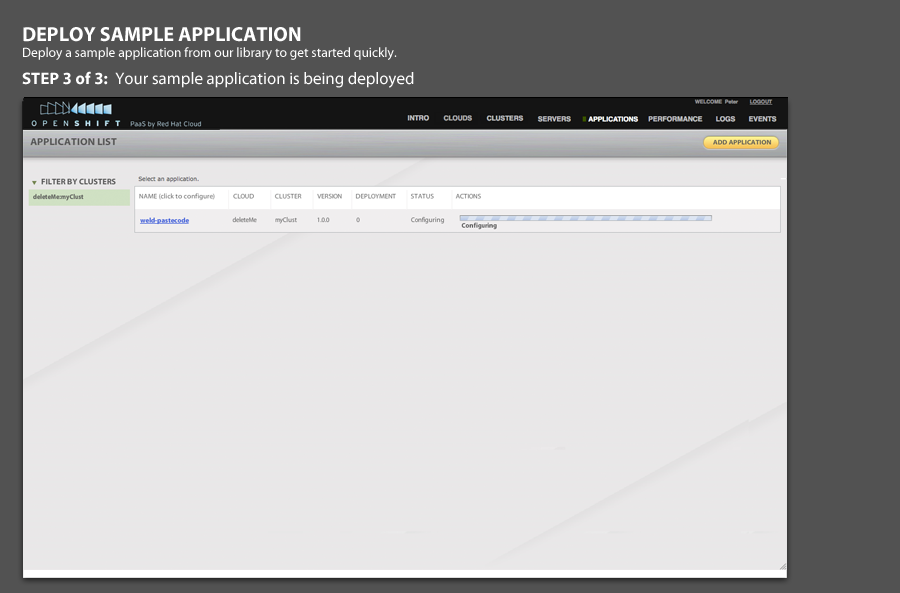 DEPLOY SAMPLE APPLICATION
Deploy a sample application from our library to get started quickly.
STEP 3 of 3: Your sample application is being deployed
WELCOME Peter LOGOUT
OPENSHIFT PaaS by Red Hat Cloud
INTRO CLOUDS CLUSTERS SERVERS APPLICATIONS PERFORMANCE LOGS EVENTS
APPLICATION LIST ADD APPLICATION
Select an application.
FILTER BY CLUSTERS
deleteMe:myClust
NAME (click to configure) CLOUD CLUSTER VERSION DEPLOYMENT STATUS ACTIONS
weld-pastecode deleteMe myClust 1.0.0 0 Configuring
Configuring